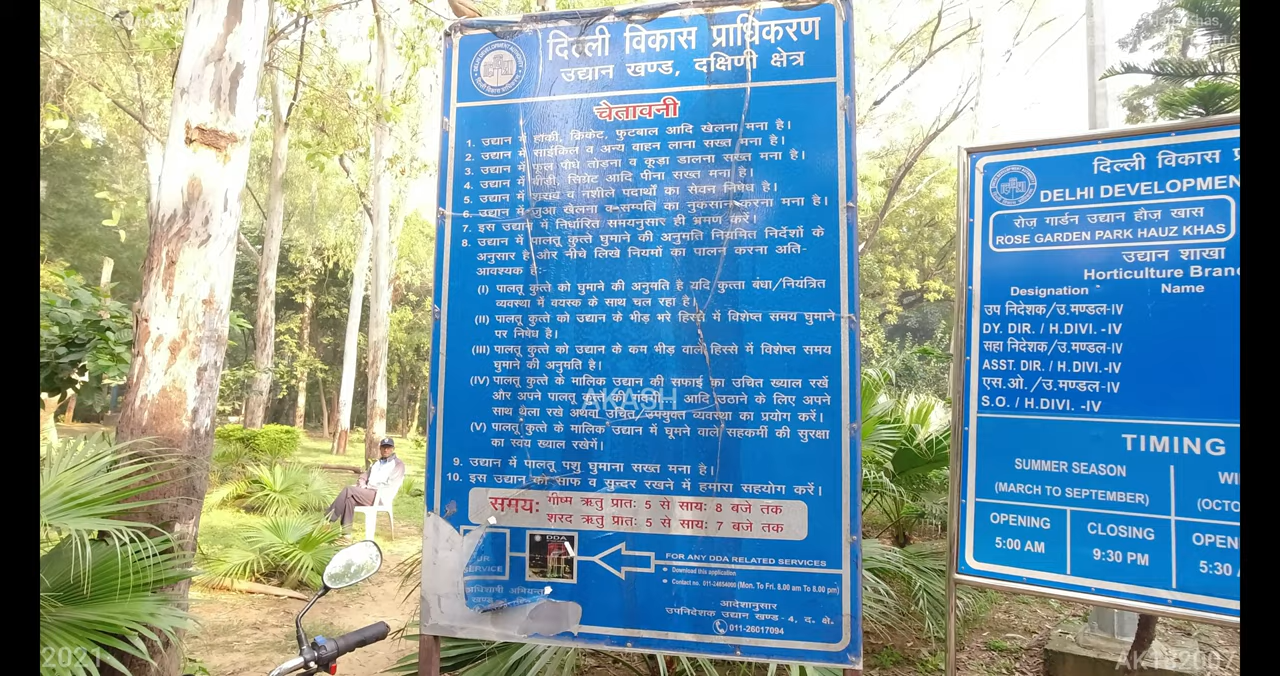 दिल्ली विकास प्राधिकरण
उद्यान खण्ड, दक्षिणी क्षेत्र
चेतावनी
1. उद्यान में हॉकी, क्रिकेट, फुटबाल आदि खेलना मना है।
2. उद्यान में साईकिल व अन्य वाहन लाना सख्त मना है।
3. उद्यान में फूल पौधे तोड़ना व कूड़ा डालना सख्त मना है।
4. उद्यान में बीड़ी, सिग्रेट आदि पीना सख्त मना है।
5. उद्यान में शराब व नशीले पदार्थो का सेवन निषेध है।
6. उद्यान में जुआ खेलना व सम्पति का नुकसान करना मना है।
7. इस उद्यान में निर्धारित समयनुसार ही भ्रमण करें।
8. उद्यान में पालतू कुत्ते घुमाने की अनुमति नियमित निर्देशों के
अनुसार है और नीचे लिखे नियमों का पालन करना अति-
आवश्यक है:-
(I) पालतू कुत्ते को घुमाने की अनुमति है यदि कुत्ता बंधा/नियंत्रित
व्यवस्था में वयस्क के साथ चल रहा है।
(II) पालतू कुत्ते को उद्यान के भीड़ भरे हिस्से में विशेष्त समय घुमाने
पर निषेध है।
(III) पालतू कुत्ते को उद्यान के कम भीड़ वाले हिस्से में विशेष्त समय
घुमाने की अनुमति है।
(IV) पालतू कुत्ते के मालिक उद्यान की सफाई का उचित ख्याल रखें
और अपने पालतू कुत्ते की गंदगी आदि उठाने के लिए अपने
साथ थैला रखे अथवा उचित/उपयुक्त व्यवस्था का प्रयोग करें।
(V) पालतू कुत्ते के मालिक उद्यान में घूमने वाले सहकर्मी की सुरक्षा
का स्वय ख्याल रखेगें।
9. उद्यान में पालतू पशु घुमाना सख्त मना है।
10. इस उद्यान को साफ व सुन्दर रखने में हमारा सहयोग करें।
समय: गीष्म ऋतु प्रातः 5 से सायः 8 बजे तक
शरद ऋतु प्रातः 5 से सायः 7 बजे तक
DDA
SERVICE
FOR ANY DDA RELATED SERVICES
Download this application
Contact no. 011-24654000 (Mon. To Fri. 8.00 am To 8.00 pm)
आदेशानुसार
उपनिदेशक उद्यान खण्ड-4, द. क्षे.
011-26017094
दिल्ली विकास
DELHI DEVELOPMEN
रोज़ गार्डन उद्यान हौज़ खास
ROSE GARDEN PARK HAUZ KHAS
उद्यान शाखा
Horticulture Branc
Designation Name
उप निदेशक/उ.मण्डल-IV
DY. DIR. / H.DIVI. -IV
सहा निदेशक/उ.मण्डल-IV
ASST. DIR. / H.DIVI. -IV
एस.ओ. /उ.मण्डल-IV
S.O. / H.DIVI. -IV
TIMING
SUMMER SEASON
(MARCH TO SEPTEMBER)
OPENING
5:00 AM
CLOSING
9:30 PM
WI
(OCTO
OPEN
5:30
AKASH
2021
AK182007